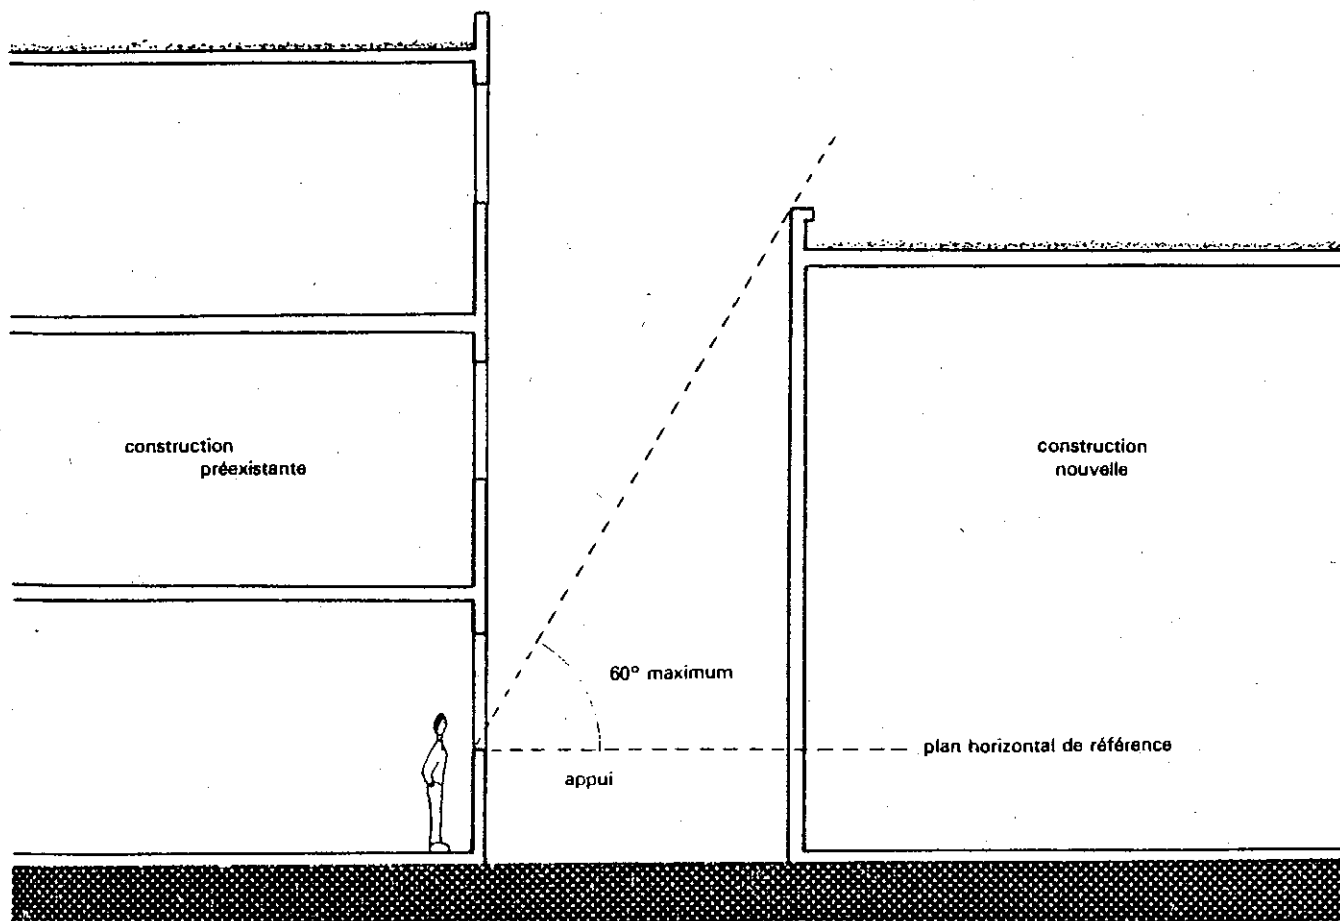 construction
préexistante
construction
nouvelle
60° maximum
plan horizontal de référence
appui